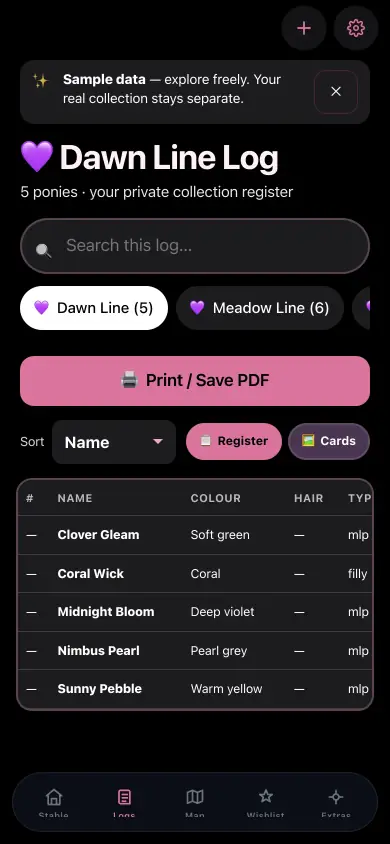 Sample data — explore freely. Your
real collection stays separate.
Dawn Line Log
5 ponies · your private collection register
Search this log...
Dawn Line (5)
Meadow Line (6)
Print / Save PDF
Sort
Name
Register
Cards
# NAME COLOUR HAIR TYP
— Clover Gleam Soft green — mlp
— Coral Wick Coral — filly
— Midnight Bloom Deep violet — mlp
— Nimbus Pearl Pearl grey — mlp
— Sunny Pebble Warm yellow — mlp
Stable Logs Map Wishlist Extras